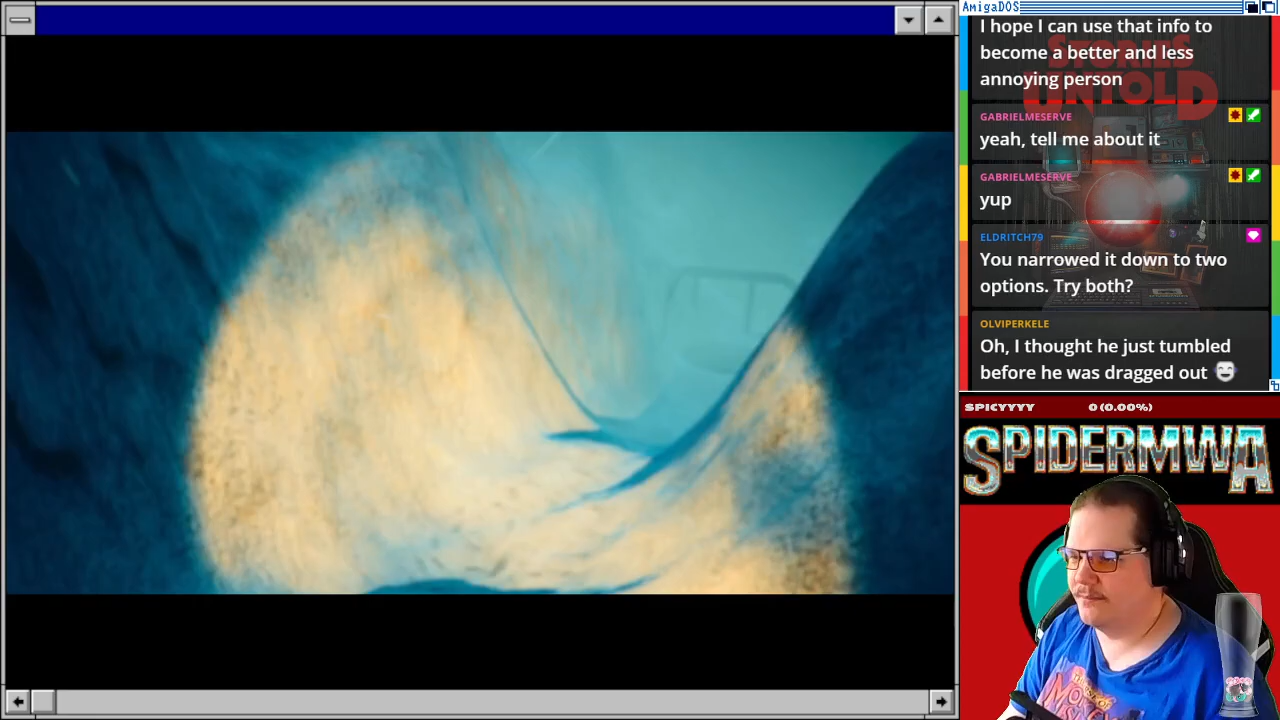 AmigaDOS
I hope I can use that info to
become a better and less
annoying person
STORIES
UNTOLD
GABRIELMESERVE
yeah, tell me about it
GABRIELMESERVE
yup
ELDRITCH79
You narrowed it down to two
options. Try both?
OLVIPERKELE
Oh, I thought he just tumbled
before he was dragged out
SPICYYYY 0 (0.00%)
SPIDERMWA